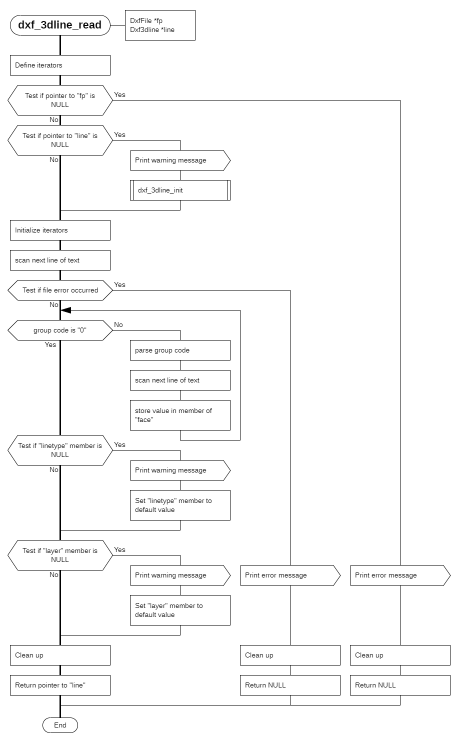 dxf_3dline_read
DxfFile *fp
Dxf3dline *line
Define iterators
Test if pointer to "fp" is
NULL
Yes
No
Test if pointer to "line" is
NULL
Yes
No
Print warning message
dxf_3dline_init
Initialize iterators
scan next line of text
Test if file error occurred
Yes
No
group code is "0"
No
Yes
parse group code
scan next line of text
store value in member of
"face"
Test if "linetype" member is
NULL
Yes
No
Print warning message
Set "linetype" member to
default value
Test if "layer" member is
NULL
Yes
No
Print warning message
Print error message
Print error message
Set "layer" member to
default value
Clean up
Clean up
Clean up
Return pointer to "line"
Return NULL
Return NULL
End